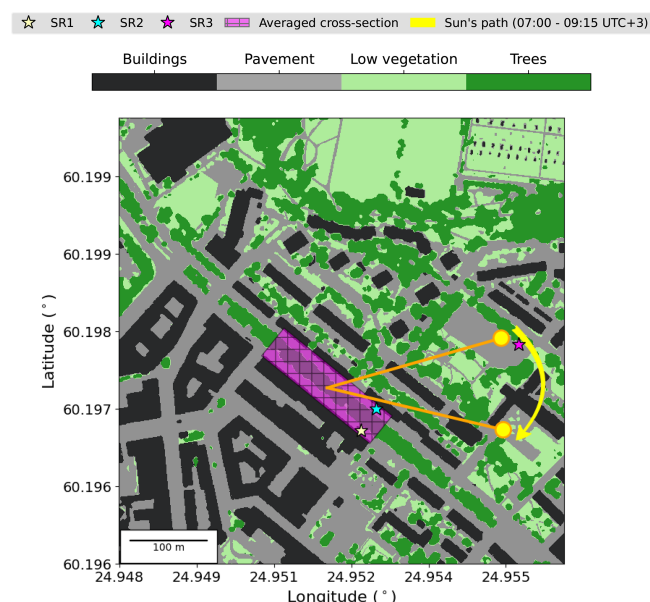 SR1 SR2 SR3 Averaged cross-section Sun's path (07:00 - 09:15 UTC+3)
Buildings Pavement Low vegetation Trees
60.199
60.199
60.198
60.197
60.196
60.196
Latitude (°)
100 m
24.948 24.949 24.951 24.952 24.954 24.955
Longitude (°)